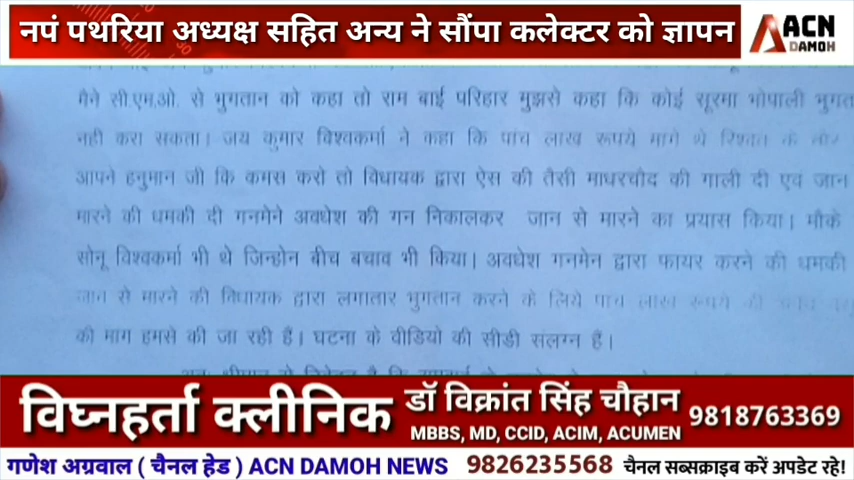 नपं पथरिया अध्यक्ष सहित अन्य ने सौंपा कलेक्टर को ज्ञापन
ACN
DAMOH
मैने सी.एम.ओ. से भुगतान को कहा तो राम बाई परिहार मुझसे कहा कि कोई सूरमा भोपाली भुगत
नही करा सकता। जय कुमार विश्वकर्मा ने कहा कि पांच लाख रूपये मागे थे रिश्वत के
आपने हनुमान जी कि कमस करो तो विधायक द्वारा ऐस की तैसी माधरचोद की गाली दी एवं जान
मारने की धमकी दी गनमेने अवधेश की गन निकालकर जान से मारने का प्रयास किया। मौके
सोनू विश्वकर्मा भी थे जिन्होन बीच बचाव भी किया। अवधेश गनमेन द्वारा फायर करने की धमकी
जान से मारने की विधायक द्वारा लगातार भुगतान करने के लिये पाच लाख रूपये की
की माग हमसे की जा रही हैं। घटना के वीडियो की सीडी संलग्न हैं।
विघ्नहर्ता क्लीनिक डॉ विक्रांत सिंह चौहान 9818763369
MBBS, MD, CCID, ACIM, ACUMEN
गणेश अग्रवाल ( चैनल हेड ) ACN DAMOH NEWS 9826235568 चैनल सब्सक्राइब करें अपडेट रहे!